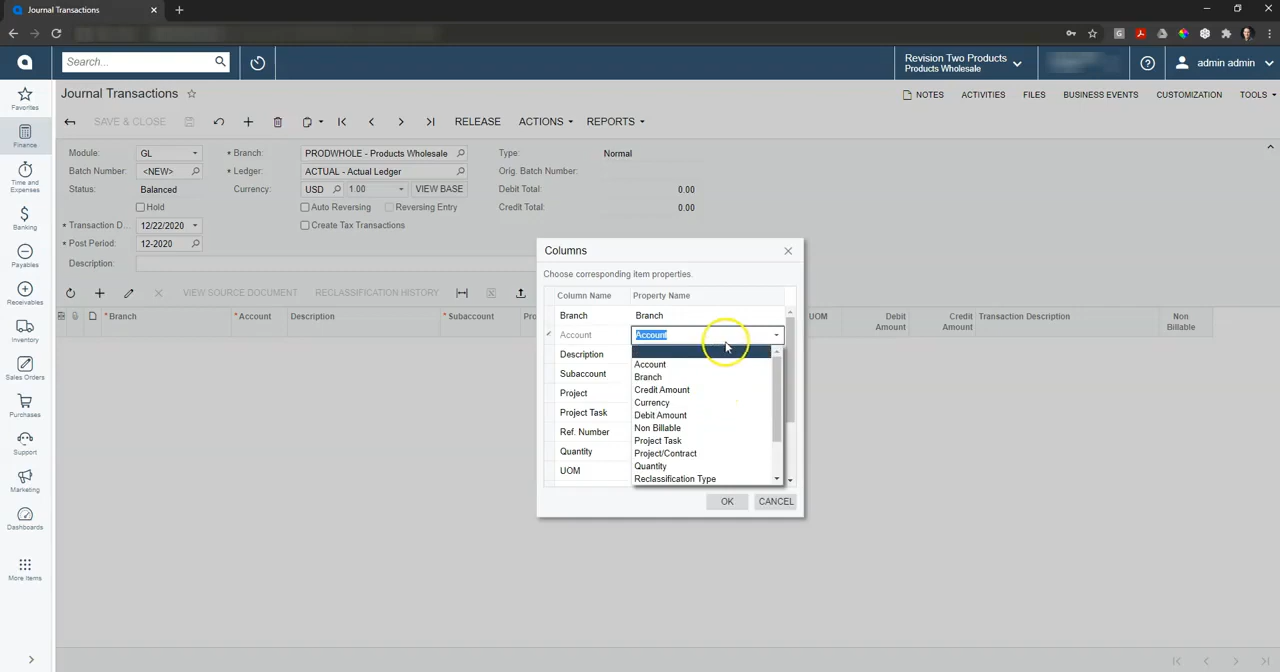 Journal Transactions
Search...
Revision Two Products
Products Wholesale
admin admin
Favorites
Finance
Time and
Expenses
Banking
Payables
Receivables
Inventory
Sales Orders
Purchases
Support
Marketing
Dashboards
More Items
Journal Transactions
NOTES ACTIVITIES FILES BUSINESS EVENTS CUSTOMIZATION TOOLS
SAVE & CLOSE RELEASE ACTIONS REPORTS
Module: GL * Branch: PRODWHOLE - Products Wholesale Type: Normal
Batch Number: <NEW> * Ledger: ACTUAL - Actual Ledger Orig. Batch Number:
Status: Balanced Currency: USD 1.00 VIEW BASE Debit Total: 0.00
Hold Auto Reversing Reversing Entry Credit Total: 0.00
* Transaction D... 12/22/2020 Create Tax Transactions
* Post Period: 12-2020
Description:
VIEW SOURCE DOCUMENT RECLASSIFICATION HISTORY
* Branch * Account Description * Subaccount Pro UOM Debit Amount Credit Amount Transaction Description Non Billable
Columns
Choose corresponding item properties.
Column Name Property Name
Branch Branch
Account Account
Description
Subaccount
Project
Project Task
Ref. Number
Quantity
UOM
Account
Branch
Credit Amount
Currency
Debit Amount
Non Billable
Project Task
Project/Contract
Quantity
Reclassification Type
OK CANCEL